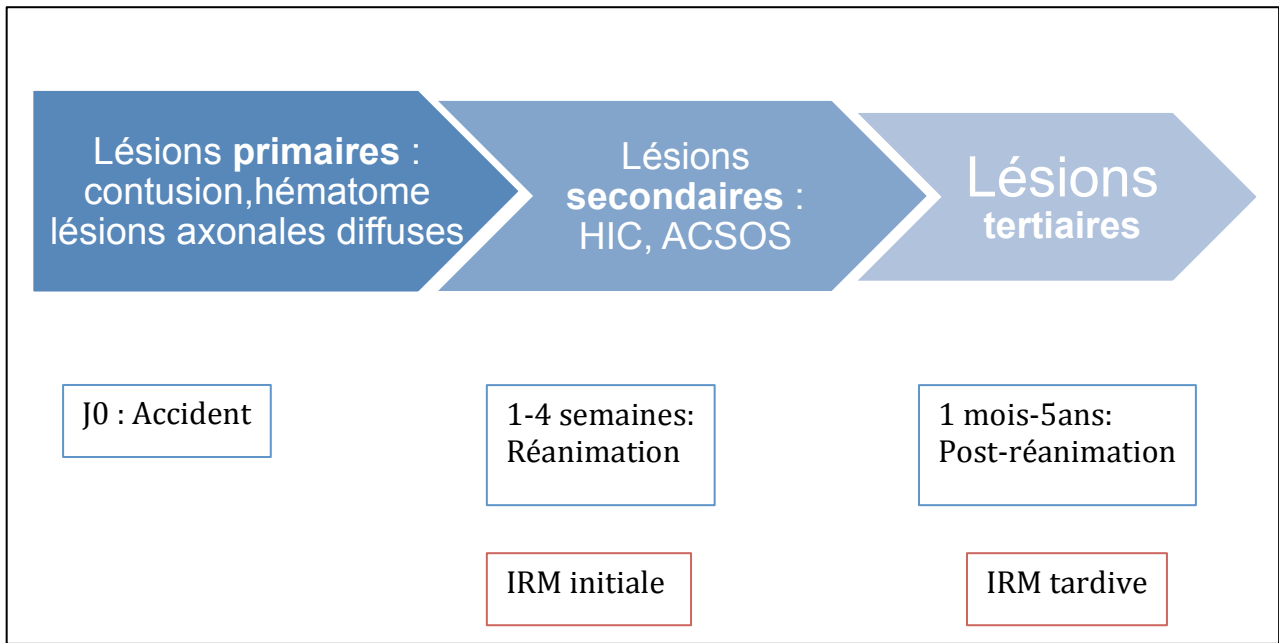 Lésions primaires :
contusion,hématome
lésions axonales diffuses
Lésions
secondaires :
HIC, ACSOS
Lésions
tertiaires
J0 : Accident
1-4 semaines:
Réanimation
1 mois-5ans:
Post-réanimation
IRM initiale
IRM tardive